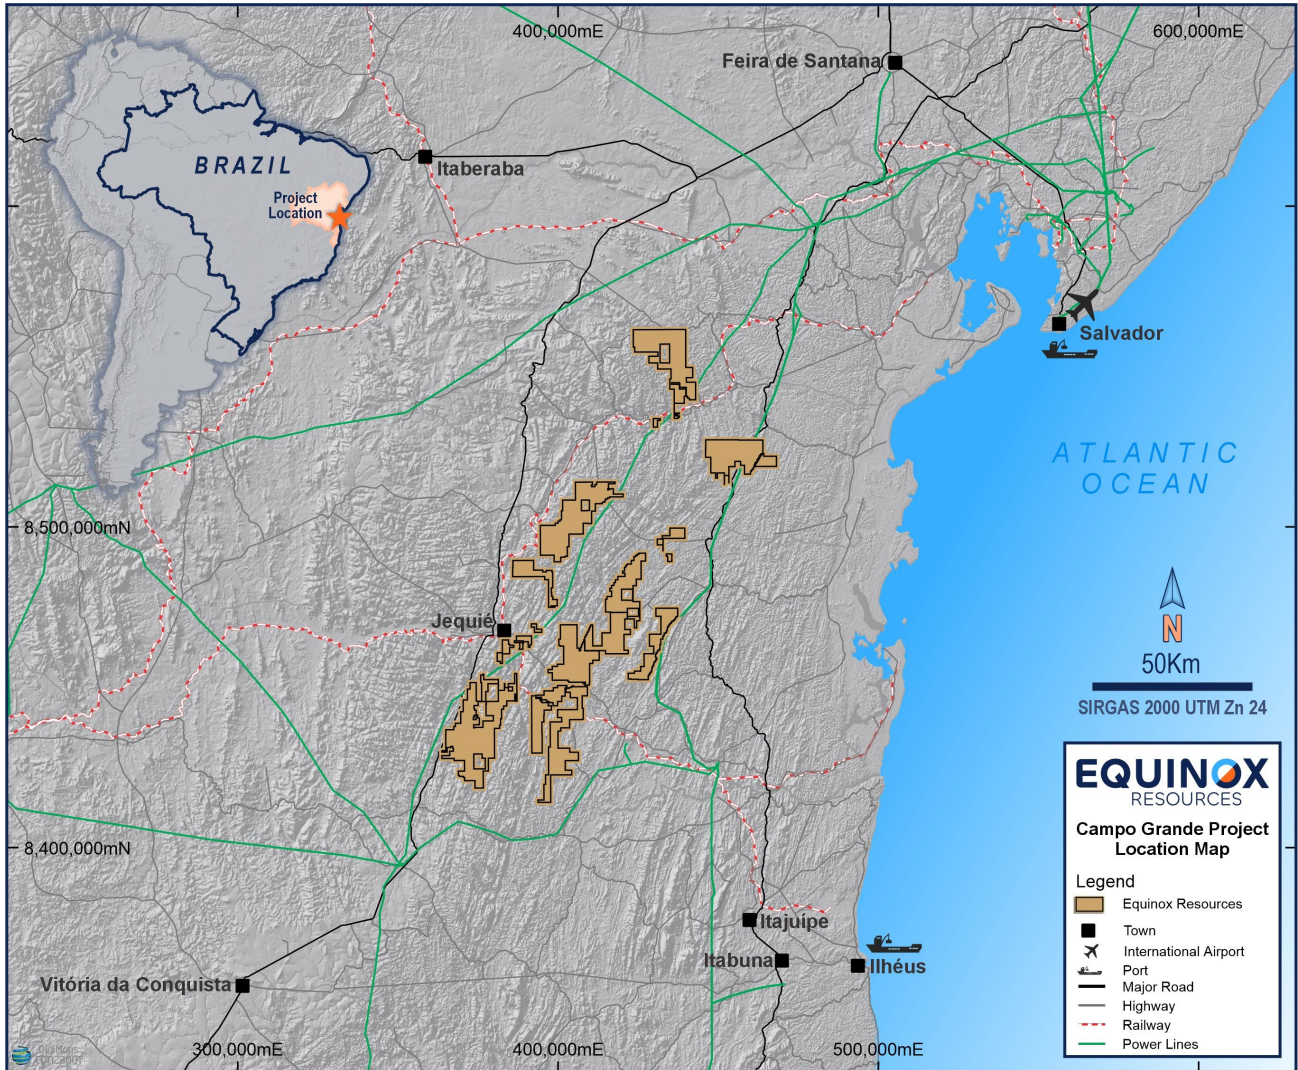 400,000mE
600,000mE
Feira de Santana
Itaberaba
BRAZIL
Project
Location
Salvador
ATLANTIC
OCEAN
8,500,000mN
Jequié
N
50Km
SIRGAS 2000 UTM Zn 24
EQUINOX
RESOURCES
Campo Grande Project
Location Map
Legend
Equinox Resources
Town
International Airport
Port
Major Road
Highway
Railway
Power Lines
8,400,000mN
Itajuípe
Itabuna
Ilhéus
Vitória da Conquista
300,000mE
400,000mE
500,000mE
DigiMaps